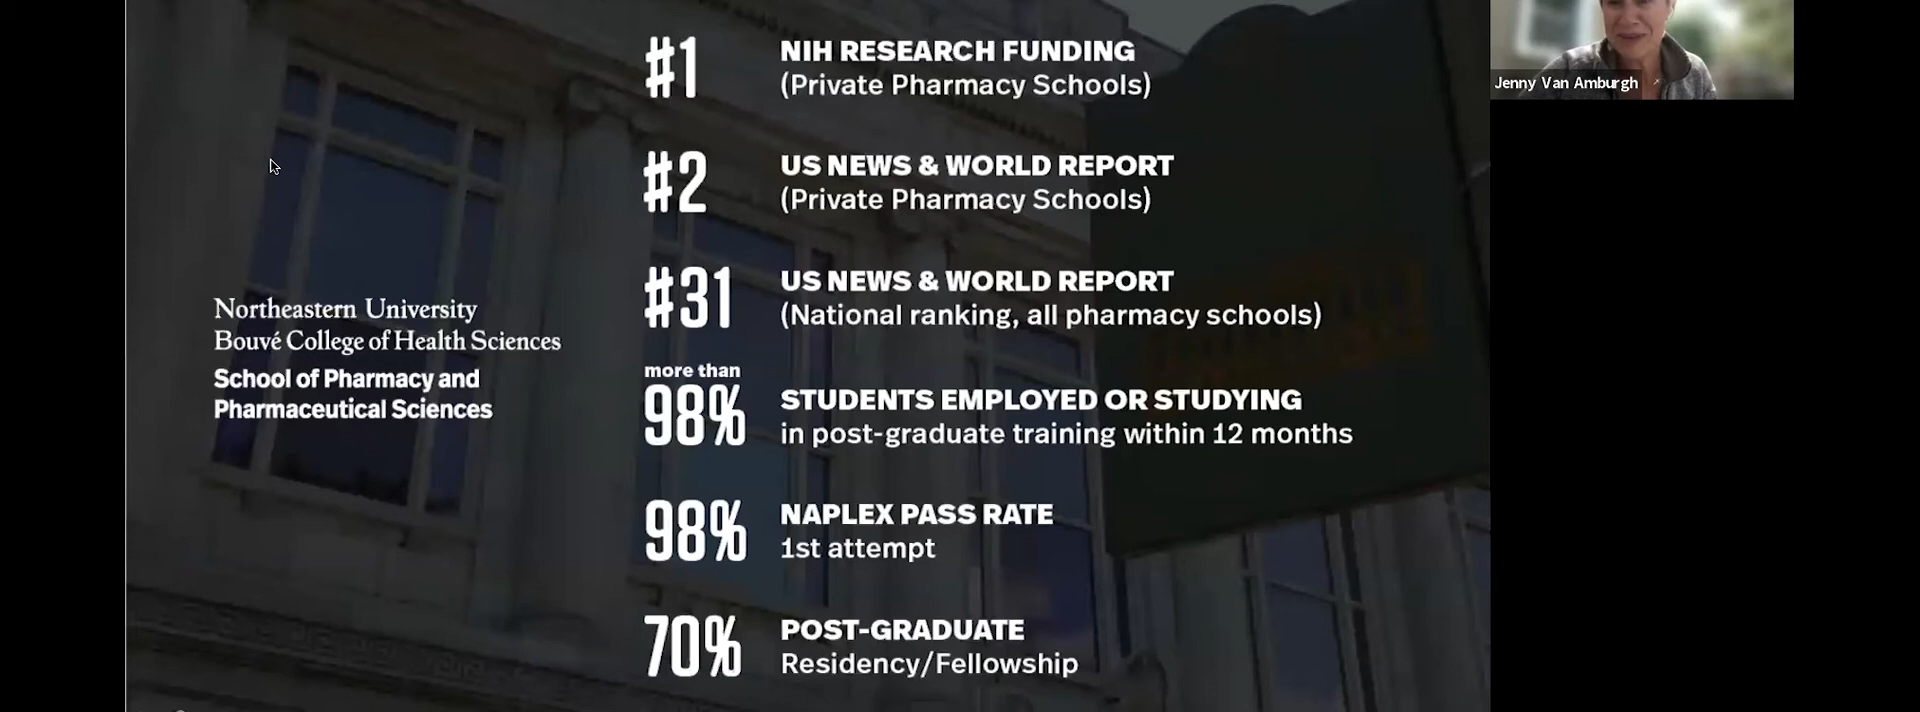 #1
NIH RESEARCH FUNDING
(Private Pharmacy Schools)
#2
US NEWS & WORLD REPORT
(Private Pharmacy Schools)
#31
US NEWS & WORLD REPORT
(National ranking, all pharmacy schools)
more than
98%
STUDENTS EMPLOYED OR STUDYING
in post-graduate training within 12 months
98%
NAPLEX PASS RATE
1st attempt
70%
POST-GRADUATE
Residency/Fellowship
Northeastern University
Bouvé College of Health Sciences
School of Pharmacy and
Pharmaceutical Sciences
Jenny Van Amburgh